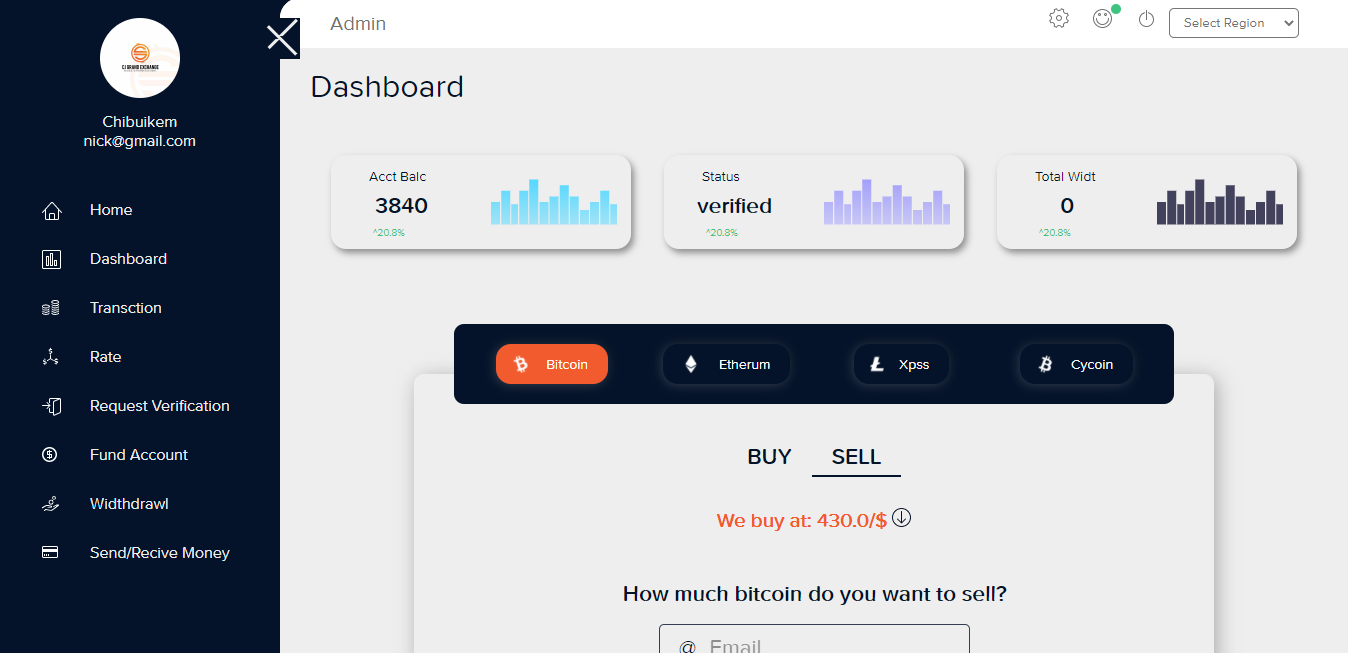 CJ GRAND EXCHANGE
Chibuikem
nick@gmail.com
Home
Dashboard
Transction
Rate
Request Verification
Fund Account
Widthdrawl
Send/Recive Money
Admin
Select Region
Dashboard
Acct Balc
3840
^20.8%
Status
verified
^20.8%
Total Widt
0
^20.8%
Bitcoin
Etherum
Xpss
Cycoin
BUY SELL
We buy at: 430.0/$
How much bitcoin do you want to sell?
@ Email